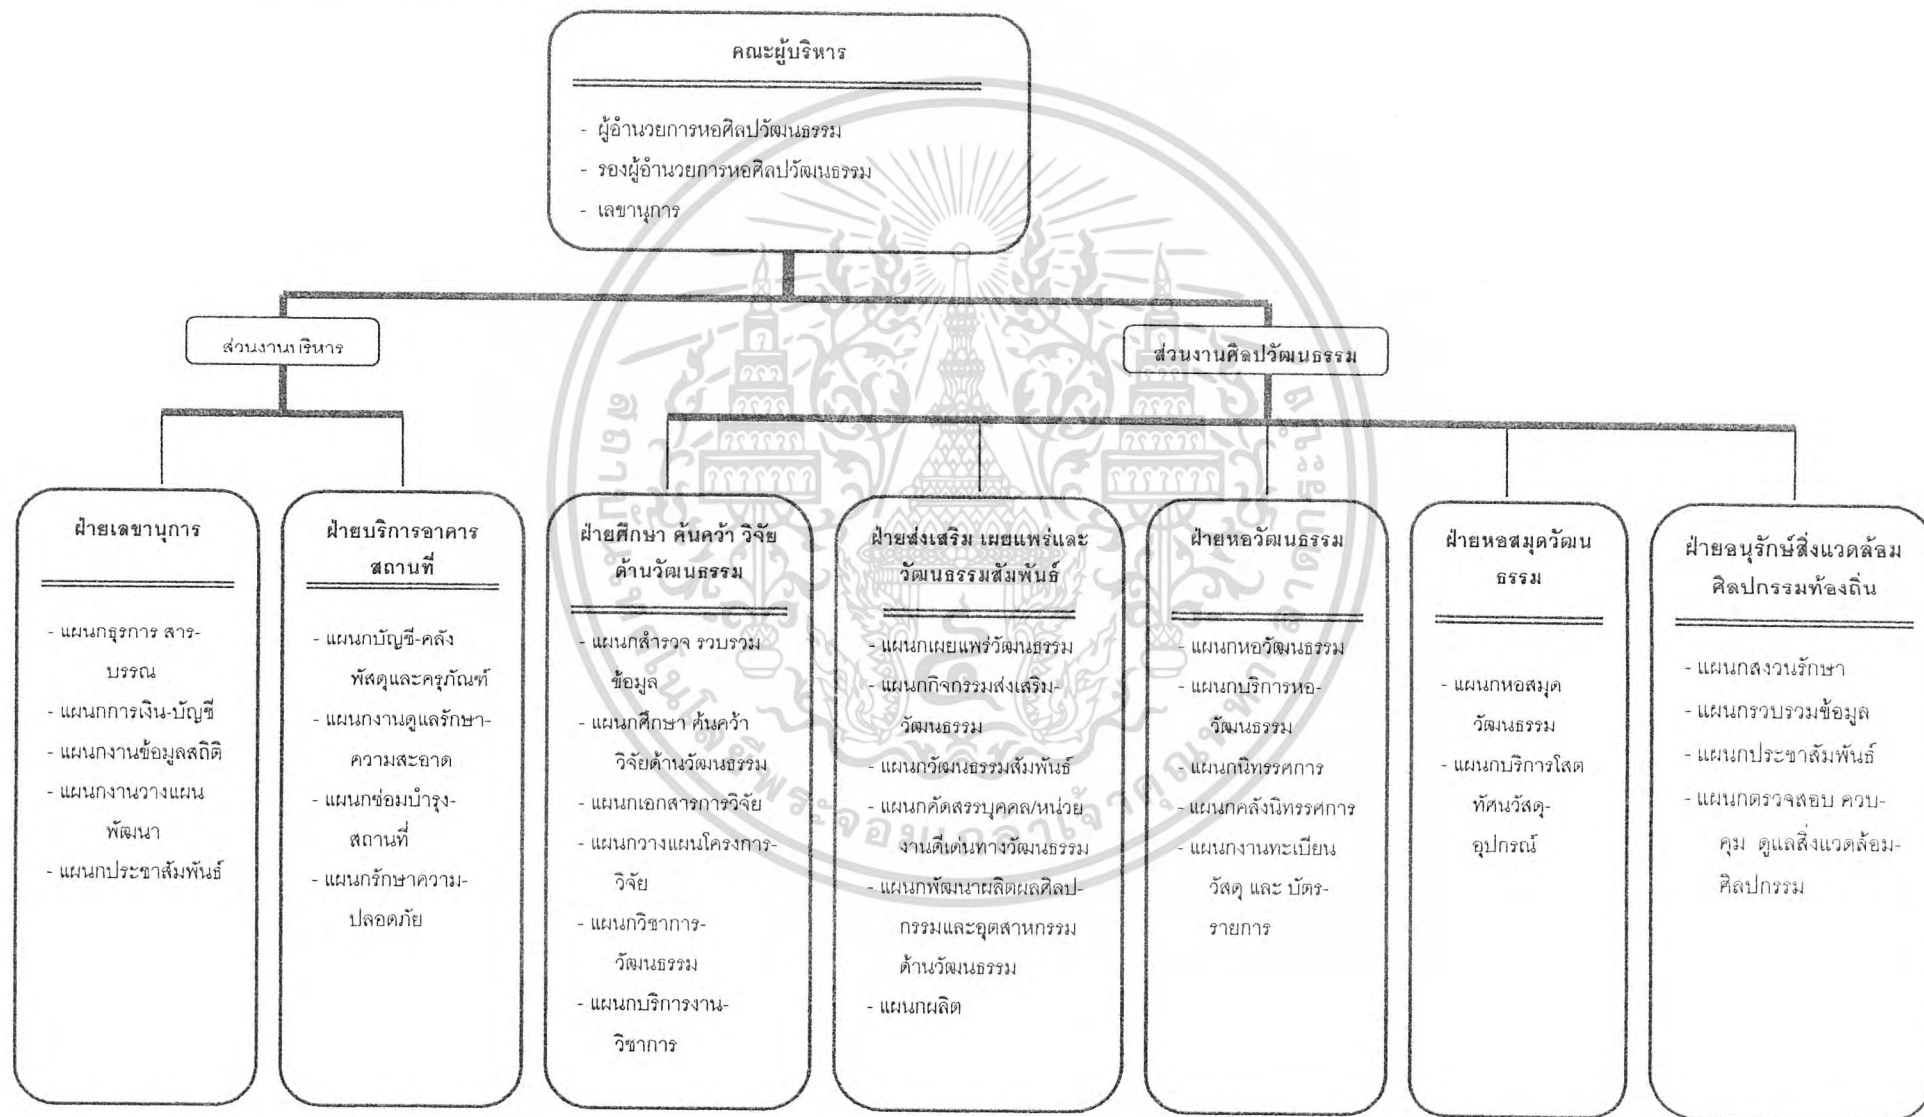 คณะผู้บริหาร
- ผู้อำนวยการหอศิลปวัฒนธรรม
- รองผู้อำนวยการหอศิลปวัฒนธรรม
- เลขานุการ
ส่วนงานบริหาร
ส่วนงานศิลปวัฒนธรรม
ฝ่ายเลขานุการ
- แผนกธุรการ สาร-
บรรณ
- แผนกการเงิน-บัญชี
- แผนกงานข้อมูลสถิติ
- แผนกงานวางแผน
พัฒนา
- แผนกประชาสัมพันธ์
ฝ่ายบริการอาคาร
สถานที่
- แผนกบัญชี-คลัง
พัสดุและครุภัณฑ์
- แผนกงานดูแลรักษา-
ความสะอาด
- แผนกซ่อมบำรุง-
สถานที่
- แผนกรักษาความ-
ปลอดภัย
ฝ่ายศึกษา ค้นคว้า วิจัย
ด้านวัฒนธรรม
- แผนกสำรวจ รวบรวม
ข้อมูล
- แผนกศึกษา ค้นคว้า
วิจัยด้านวัฒนธรรม
- แผนกเอกสารการวิจัย
- แผนกวางแผนโครงการ-
วิจัย
- แผนกวิชาการ-
วัฒนธรรม
- แผนกบริการงาน-
วิชาการ
ฝ่ายส่งเสริม เผยแพร่และ
วัฒนธรรมสัมพันธ์
- แผนกเผยแพร่วัฒนธรรม
- แผนกกิจกรรมส่งเสริม-
วัฒนธรรม
- แผนกวัฒนธรรมสัมพันธ์
- แผนกคัดสรรบุคคล/หน่วย
งานดีเด่นทางวัฒนธรรม
- แผนกพัฒนาผลิตผลศิลป-
กรรมและอุตสาหกรรม
ด้านวัฒนธรรม
- แผนกผลิต
ฝ่ายหอวัฒนธรรม
- แผนกหอวัฒนธรรม
- แผนกบริการหอ-
วัฒนธรรม
- แผนกนิทรรศการ
- แผนกคลังนิทรรศการ
- แผนกงานทะเบียน
วัสดุ และ บัตร-
รายการ
ฝ่ายหอสมุดวัฒน
ธรรม
- แผนกหอสมุด
วัฒนธรรม
- แผนกบริการโสต
ทัศนวัสดุ-
อุปกรณ์
ฝ่ายอนุรักษ์สิ่งแวดล้อม
ศิลปกรรมท้องถิ่น
- แผนกสงวนรักษา
- แผนกรวบรวมข้อมูล
- แผนกประชาสัมพันธ์
- แผนกตรวจสอบ ควบ-
คุม ดูแลสิ่งแวดล้อม-
ศิลปกรรม
สถาบันเทคโนโลยีพระจอมเกล้าเจ้าคุณทหารลาดกระบัง